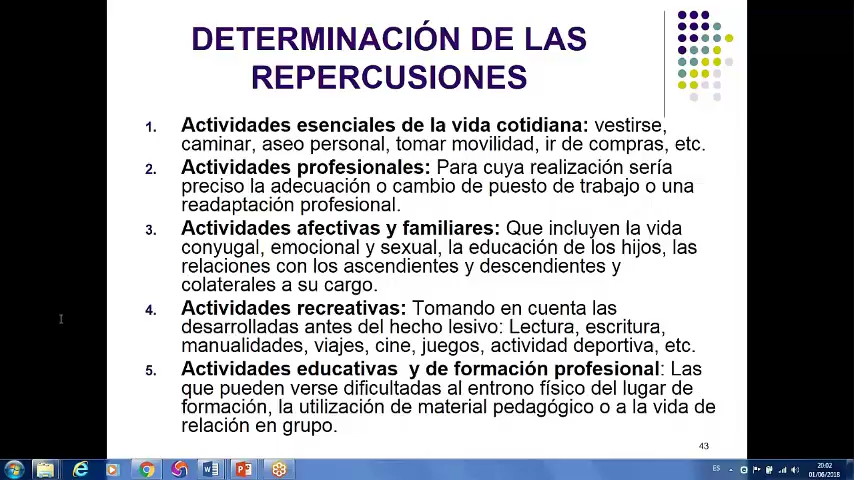 DETERMINACIÓN DE LAS
REPERCUSIONES
1. Actividades esenciales de la vida cotidiana: vestirse,
caminar, aseo personal, tomar movilidad, ir de compras, etc.
2. Actividades profesionales: Para cuya realización sería
preciso la adecuación o cambio de puesto de trabajo o una
readaptación profesional.
3. Actividades afectivas y familiares: Que incluyen la vida
conyugal, emocional y sexual, la educación de los hijos, las
relaciones con los ascendientes y descendientes y
colaterales a su cargo.
4. Actividades recreativas: Tomando en cuenta las
desarrolladas antes del hecho lesivo: Lectura, escritura,
manualidades, viajes, cine, juegos, actividad deportiva, etc.
5. Actividades educativas y de formación profesional: Las
que pueden verse dificultadas al entrono físico del lugar de
formación, la utilización de material pedagógico o a la vida de
relación en grupo.
43
ES
20:02
01/06/2018